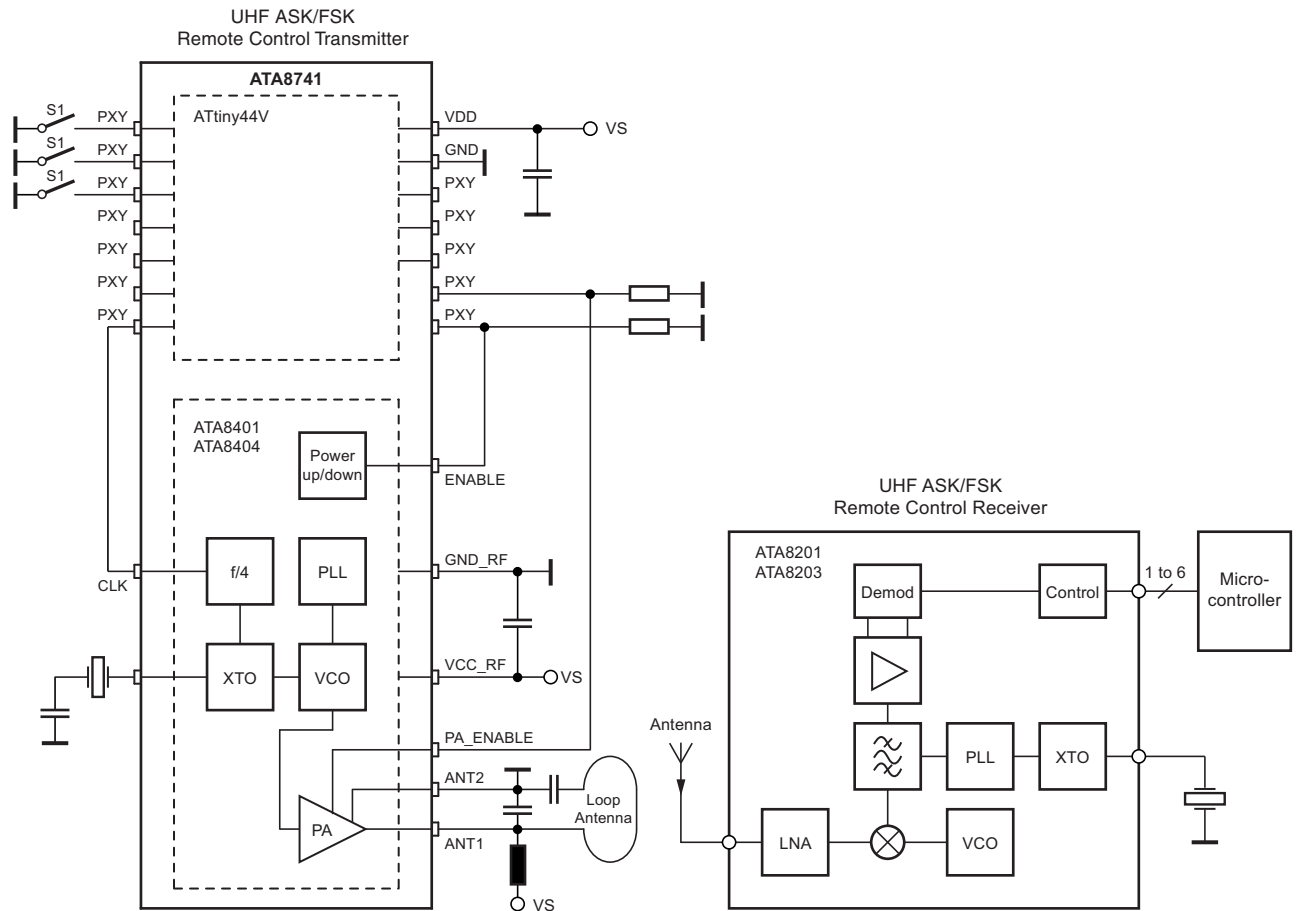 UHF ASK/FSK
Remote Control Transmitter
ATA8741
ATtiny44V
S1
PXY
S1
PXY
S1
PXY
PXY
PXY
PXY
PXY
VDD
VS
GND
PXY
PXY
PXY
PXY
PXY
ATA8401
ATA8404
Power
up/down
ENABLE
CLK
f/4
PLL
GND_RF
XTO
VCO
VCC_RF
VS
PA_ENABLE
ANT2
Loop
Antenna
PA
ANT1
VS
UHF ASK/FSK
Remote Control Receiver
ATA8201
ATA8203
Demod
Control
1 to 6
Micro-
controller
Antenna
PLL
XTO
LNA
VCO